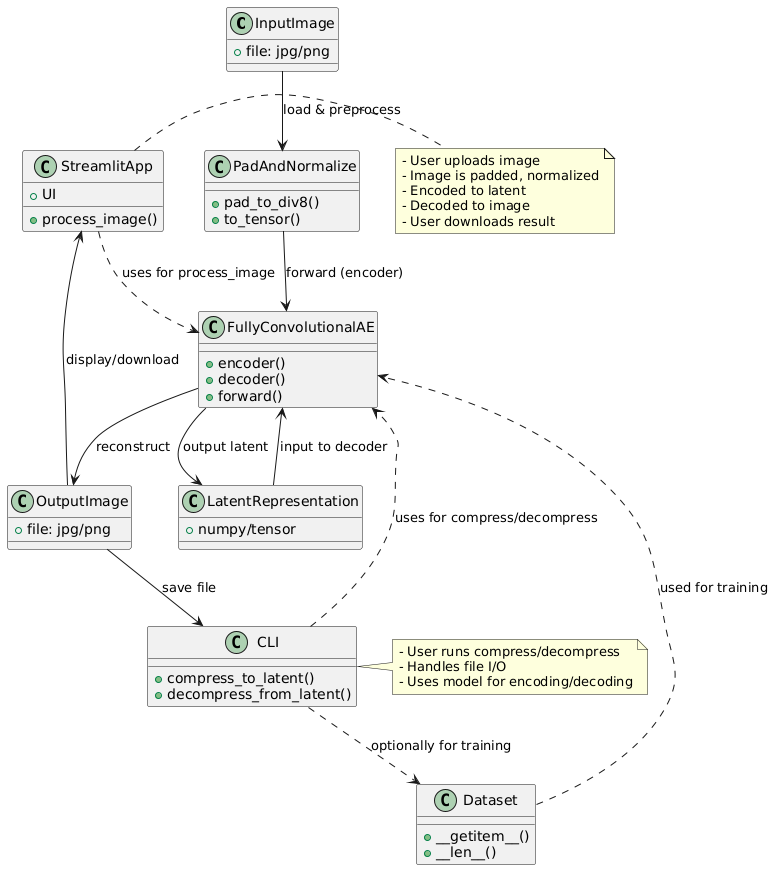 C InputImage
file: jpg/png
load & preprocess
C StreamlitApp
UI
process_image()
C PadAndNormalize
pad_to_div8()
to_tensor()
- User uploads image
- Image is padded, normalized
- Encoded to latent
- Decoded to image
- User downloads result
uses for process_image
forward (encoder)
C FullyConvolutionalAE
encoder()
decoder()
forward()
display/download
reconstruct
output latent
input to decoder
C OutputImage
file: jpg/png
C LatentRepresentation
numpy/tensor
uses for compress/decompress
save file
used for training
C CLI
compress_to_latent()
decompress_from_latent()
- User runs compress/decompress
- Handles file I/O
- Uses model for encoding/decoding
optionally for training
C Dataset
__getitem__()
__len__()